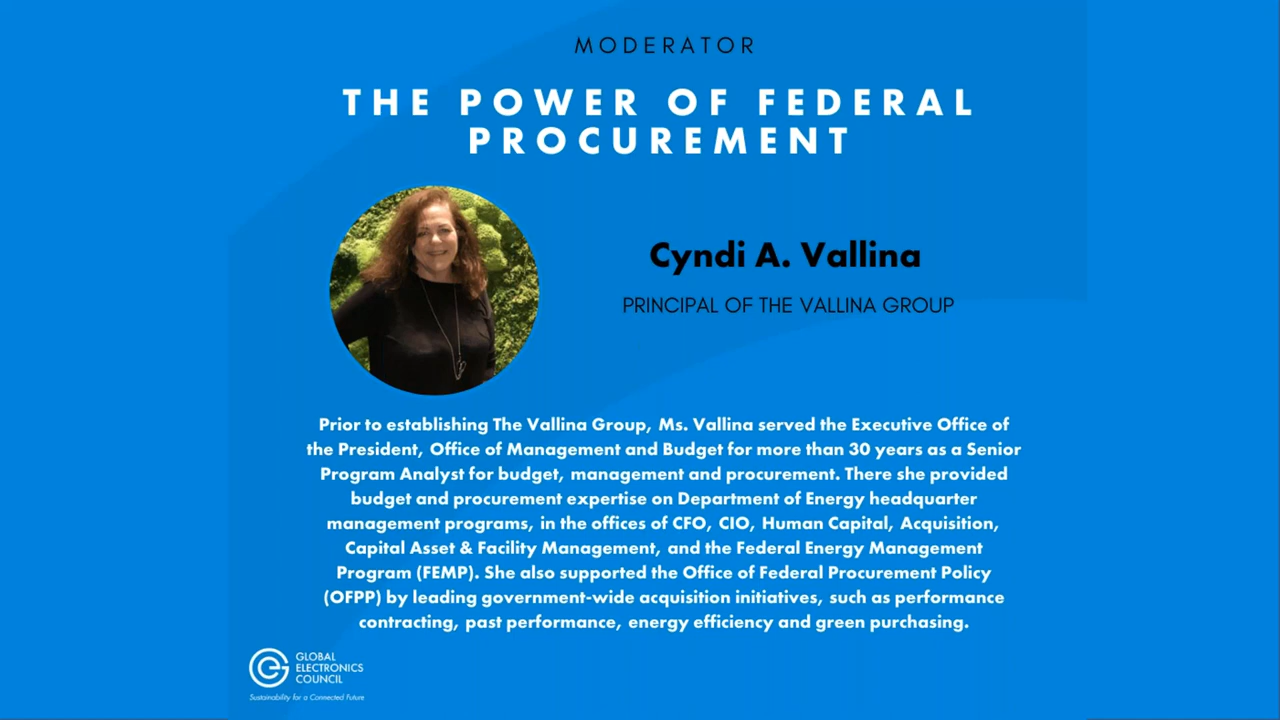 MODERATOR
THE POWER OF FEDERAL
PROCUREMENT
Cyndi A. Vallina
PRINCIPAL OF THE VALLINA GROUP
Prior to establishing The Vallina Group, Ms. Vallina served the Executive Office of
the President, Office of Management and Budget for more than 30 years as a Senior
Program Analyst for budget, management and procurement. There she provided
budget and procurement expertise on Department of Energy headquarter
management programs, in the offices of CFO, CIO, Human Capital, Acquisition,
Capital Asset & Facility Management, and the Federal Energy Management
Program (FEMP). She also supported the Office of Federal Procurement Policy
(OFPP) by leading government-wide acquisition initiatives, such as performance
contracting, past performance, energy efficiency and green purchasing.
GLOBAL
ELECTRONICS
COUNCIL
Sustainability for a Connected Future